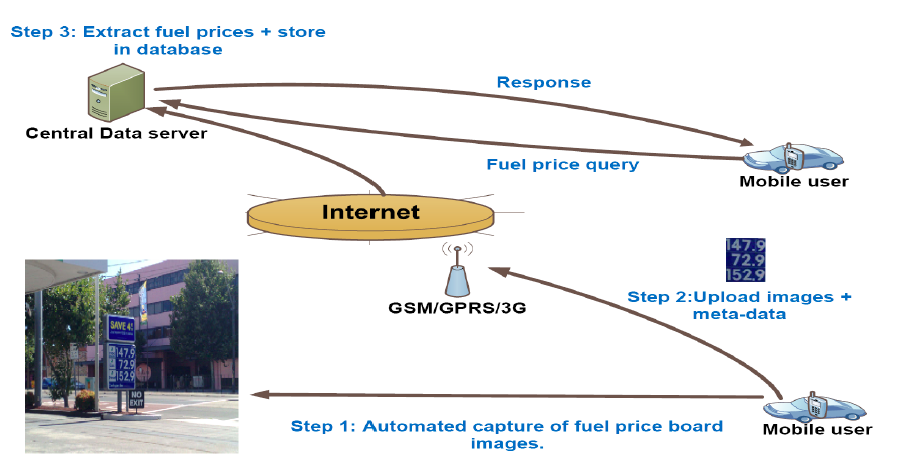 Step 3: Extract fuel prices + store
in database
Response
Central Data server
Fuel price query
Mobile user
Internet
147.9
72.9
152.9
GSM/GPRS/3G
Step 2:Upload images +
meta-data
SAVE 4¢
147.9
72.9
152.9
NO
EXIT
Step 1: Automated capture of fuel price board
images.
Mobile user